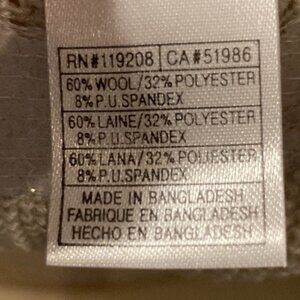 RN#119208 CA#51986
60% WOOL/32% POLYESTER
8% P.U.SPANDEX
60% LAINE/32% POLYESTER
8% P.U.SPANDEX
60% LANA/32% POLIESTER
8% P.U.SPANDEX
MADE IN BANGLADESH
FABRIQUE EN BANGLADESH
HECHO EN BANGLADESH